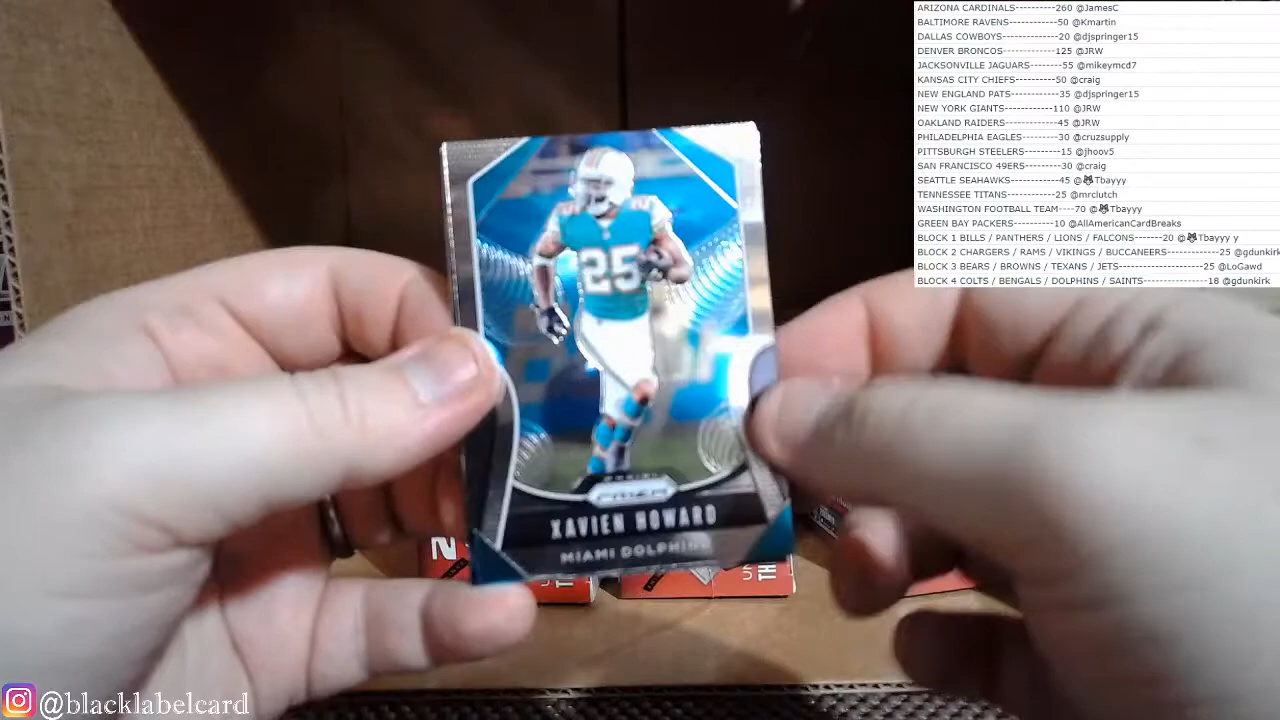 ARIZONA CARDINALS----------260 @JamesC
BALTIMORE RAVENS------------50 @Kmartin
DALLAS COWBOYS--------------20 @djspringer15
DENVER BRONCOS-------------125 @JRW
JACKSONVILLE JAGUARS--------55 @mikeymcd7
KANSAS CITY CHIEFS----------50 @craig
NEW ENGLAND PATS------------35 @djspringer15
NEW YORK GIANTS------------110 @JRW
OAKLAND RAIDERS-------------45 @JRW
PHILADELPHIA EAGLES---------30 @cruzsupply
PITTSBURGH STEELERS---------15 @jhoov5
SAN FRANCISCO 49ERS---------30 @craig
SEATTLE SEAHAWKS------------45 @😼Tbayyy
TENNESSEE TITANS------------25 @mrclutch
WASHINGTON FOOTBALL TEAM----70 @😼Tbayyy
GREEN BAY PACKERS-----------10 @AllAmericanCardBreaks
BLOCK 1 BILLS / PANTHERS / LIONS / FALCONS-------20 @😼Tbayyy y
BLOCK 2 CHARGERS / RAMS / VIKINGS / BUCCANEERS-----------25 @gdunkirk
BLOCK 3 BEARS / BROWNS / TEXANS / JETS--------------------25 @LoGawd
BLOCK 4 COLTS / BENGALS / DOLPHINS / SAINTS---------------18 @gdunkirk
25
PANINI
PRIZM
XAVIEN HOWARD
MIAMI DOLPHINS
@blacklabelcard